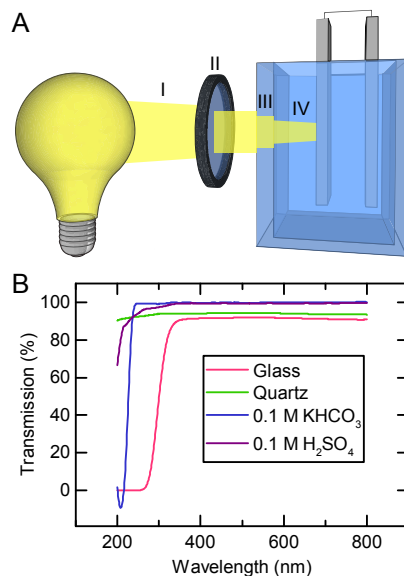 A
I
II
III
IV
B
100
80
60
40
20
0
Transmission (%)
Glass
Quartz
0.1 M KHCO₃
0.1 M H₂SO₄
200
400
600
800
Wavelength (nm)